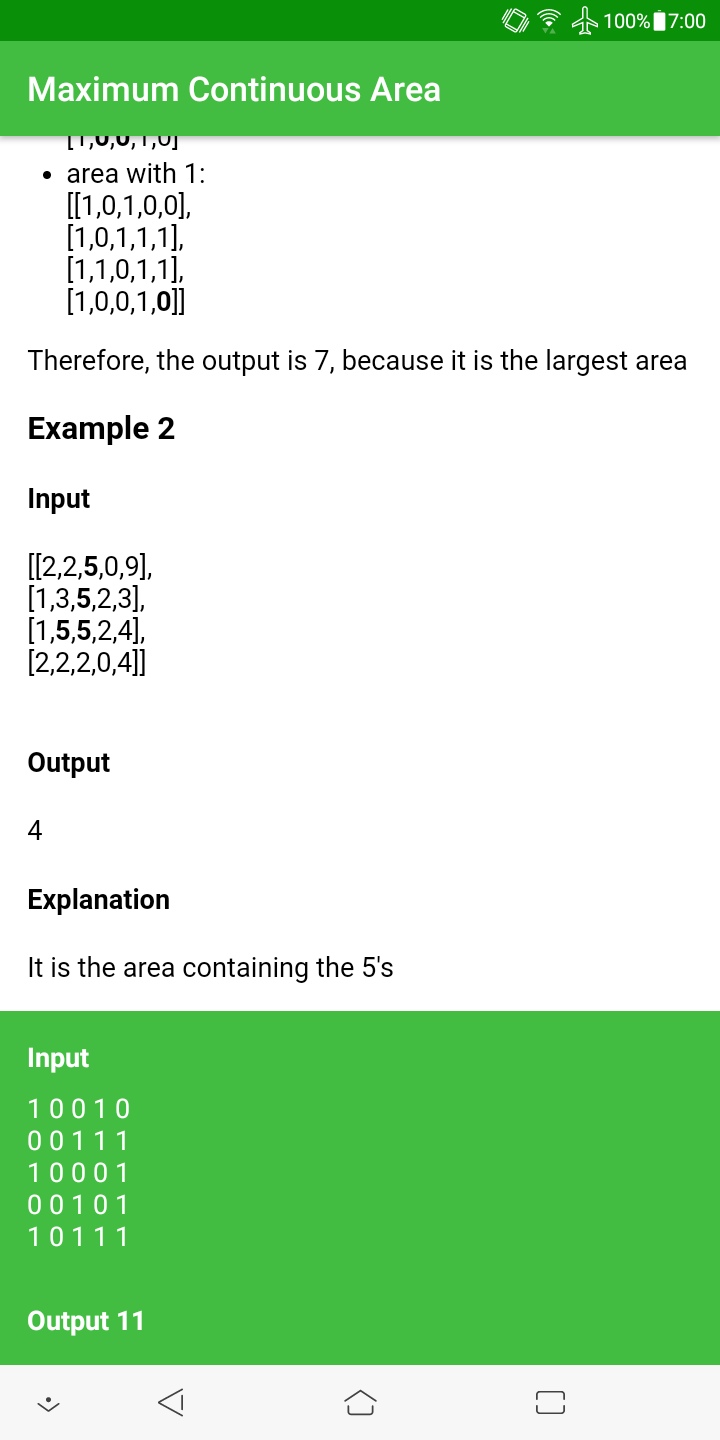 100% 7:00
Maximum Continuous Area
[1,0,0,1,0]
• area with 1:
[[1,0,1,0,0],
[1,0,1,1,1],
[1,1,0,1,1],
[1,0,0,1,0]]
Therefore, the output is 7, because it is the largest area
Example 2
Input
[[2,2,5,0,9],
[1,3,5,2,3],
[1,5,5,2,4],
[2,2,2,0,4]]
Output
4
Explanation
It is the area containing the 5's
Input
1 0 0 1 0
0 0 1 1 1
1 0 0 0 1
0 0 1 0 1
1 0 1 1 1
Output 11